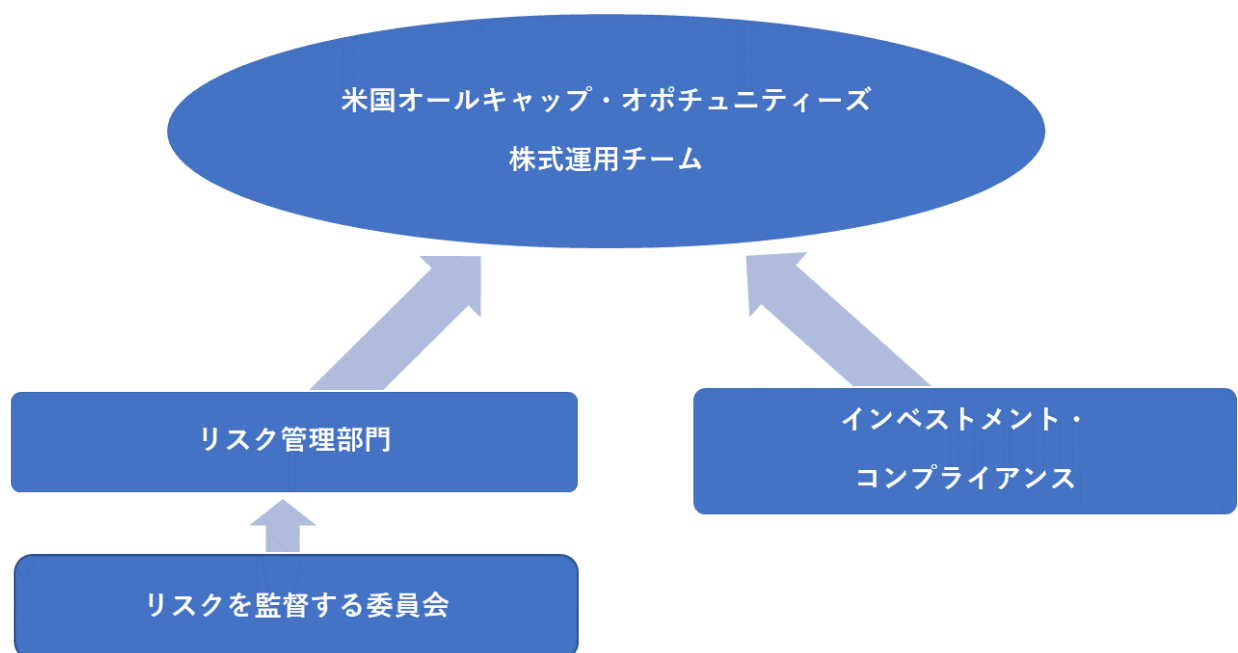 米国オールキャップ・オポチュニティーズ
株式運用チーム
リスク管理部門
インベストメント・
コンプライアンス
リスクを監督する委員会